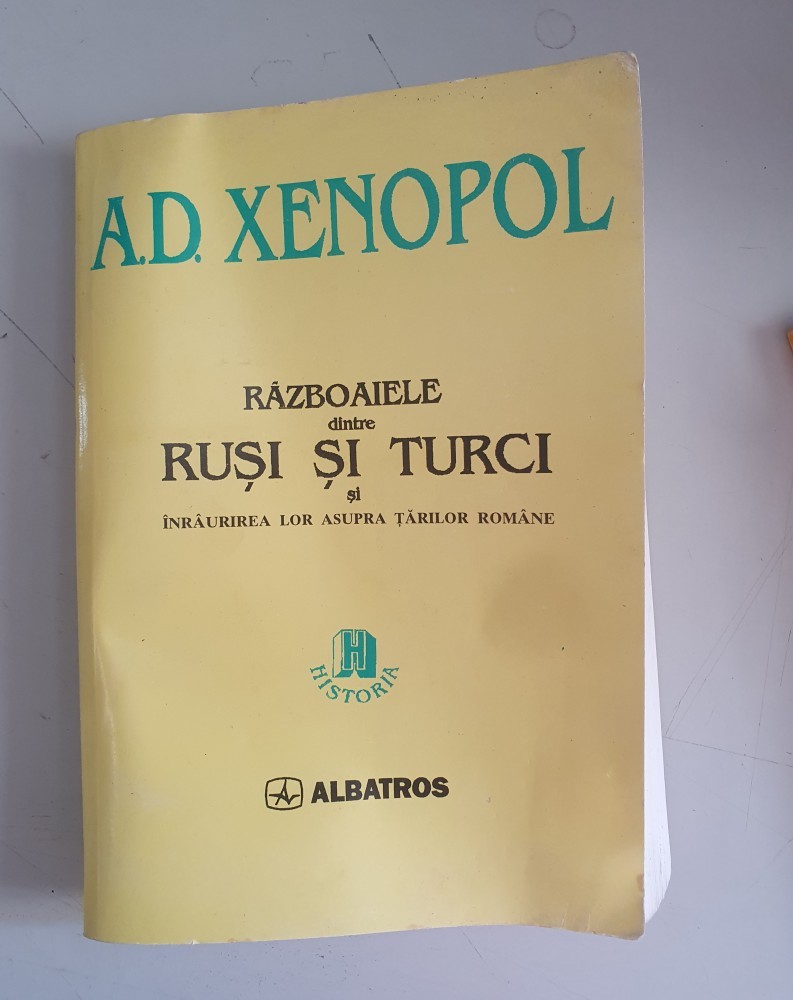 A.D. XENOPOL
RĂZBOAIELE
dintre
RUȘI ȘI TURCI
și
ÎNRÂURIREA LOR ASUPRA ȚĂRILOR ROMÂNE
H
HISTORIA
ALBATROS